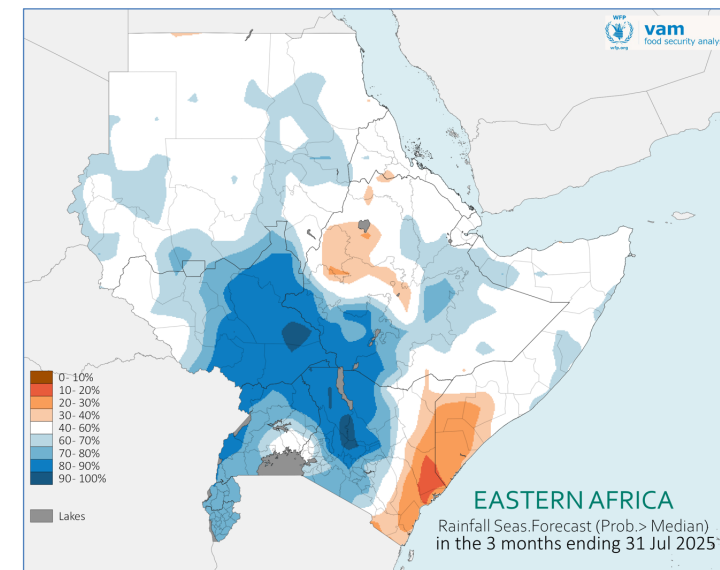 WFP
wfp.org
vam
food security analy
0- 10%
10- 20%
20- 30%
30- 40%
40- 60%
60- 70%
70- 80%
80- 90%
90- 100%
Lakes
EASTERN AFRICA
Rainfall Seas.Forecast (Prob.> Median)
in the 3 months ending 31 Jul 2025